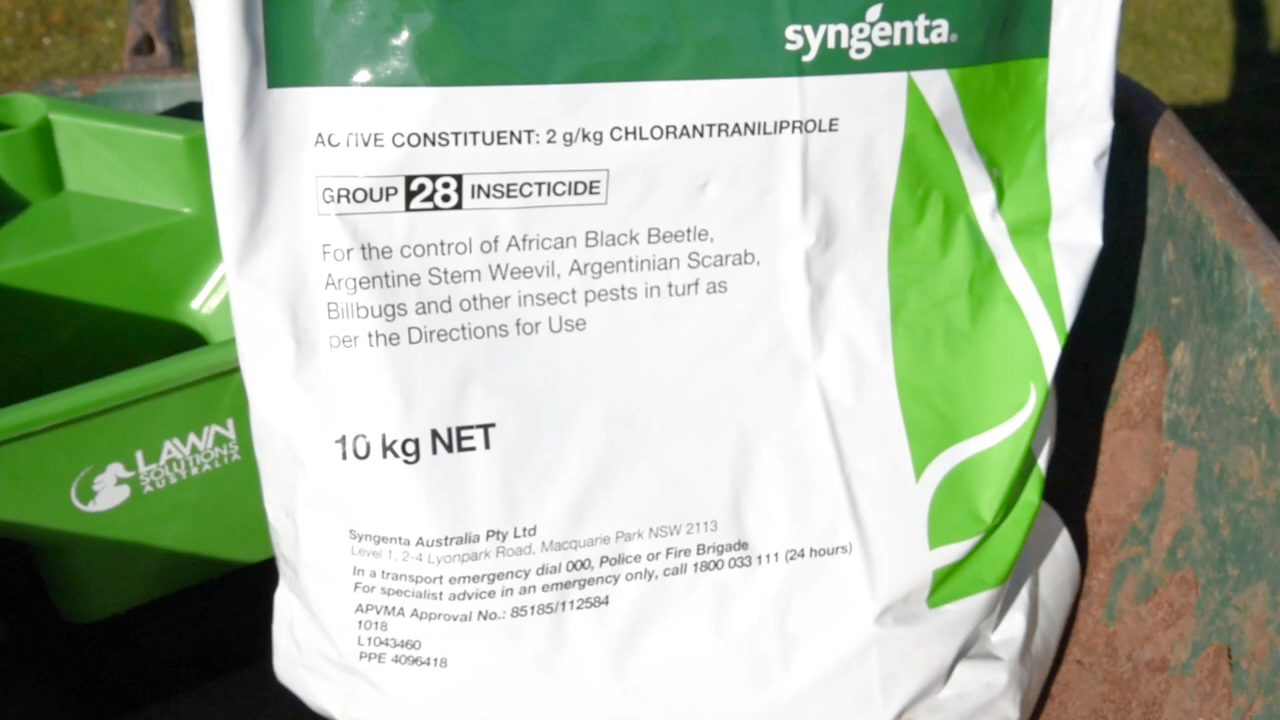 syngenta.
ACTIVE CONSTITUENT: 2 g/kg CHLORANTRANILIPROLE
GROUP 28 INSECTICIDE
For the control of African Black Beetle,
Argentine Stem Weevil, Argentinian Scarab,
Billbugs and other insect pests in turf as
per the Directions for Use
10 kg NET
Syngenta Australia Pty Ltd
Level 1, 2-4 Lyonpark Road, Macquarie Park NSW 2113
In a transport emergency dial 000, Police or Fire Brigade
For specialist advice in an emergency only, call 1800 033 111 (24 hours)
APVMA Approval No.: 85185/112584
1018
L1043460
PPE 4096418
LAWN
SOLUTIONS
AUSTRALIA